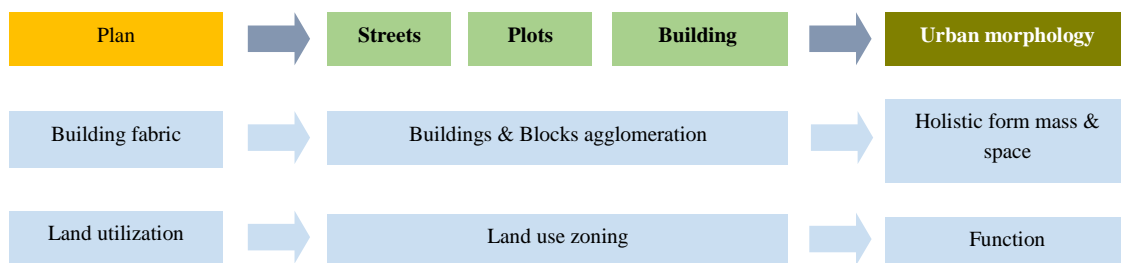 Plan
Streets
Plots
Building
Urban morphology
Building fabric
Buildings & Blocks agglomeration
Holistic form mass &
space
Land utilization
Land use zoning
Function